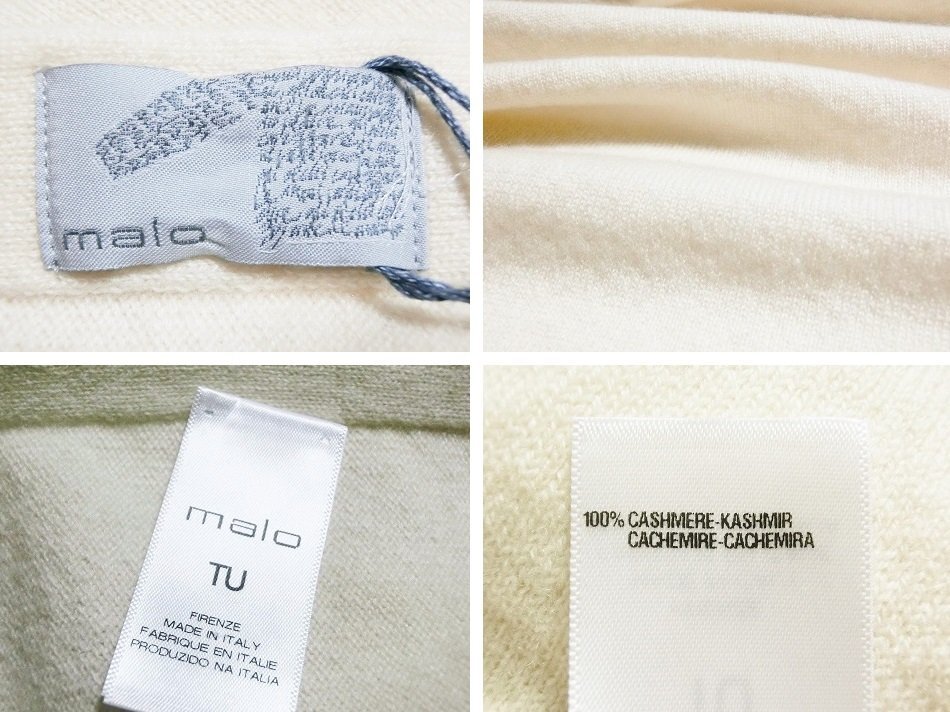 malo
malo
TU
FIRENZE
MADE IN ITALY
FABRIQUE EN ITALIE
PRODUZIDO NA ITALIA
100% CASHMERE-KASHMIR
CACHEMIRE-CACHEMIRA